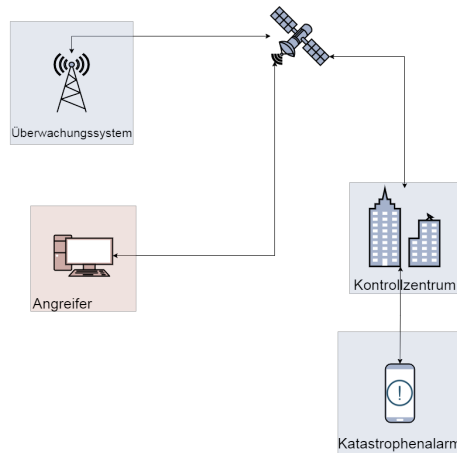 Überwachungssystem
Angreifer
Kontrollzentrum
!
Katastrophenalarm